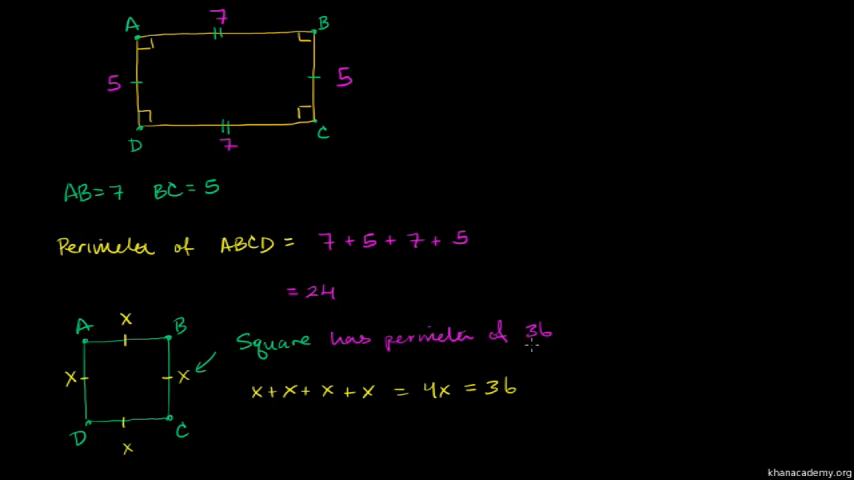 7
A B
5 5
D C
7
AB=7 BC=5
Perimeter of ABCD = 7 + 5 + 7 + 5
= 24
x
A B
Square has perimeter of 36
x x
x + x + x + x = 4x = 36
D C
x
khanacademy.org